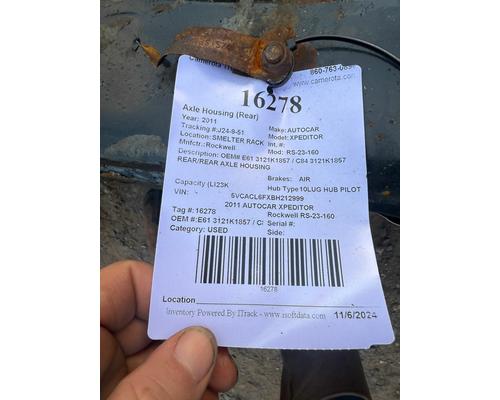 Camerota
860-763-089
www.camerota.com
16278
Axle Housing (Rear)
Year: 2011 Make: AUTOCAR
Tracking #:J24-9-51 Model: XPEDITOR
Location: SMELTER RACK Int. #:
Mnfctr.:Rockwell Mod: RS-23-160
Description: OEM# E61 3121K1857 / C84 3121K1857
REAR/REAR AXLE HOUSING
Brakes: AIR
Capacity (LI23K Hub Type10LUG HUB PILOT
VIN: 5VCACL6FXBH212999
2011 AUTOCAR XPEDITOR
Tag #: 16278 Rockwell RS-23-160
OEM #:E61 3121K1857 / C8 Serial #:
Category: USED Side:
16278
Location
Inventory Powered By ITrack - www.isoftdata.com 11/6/2024